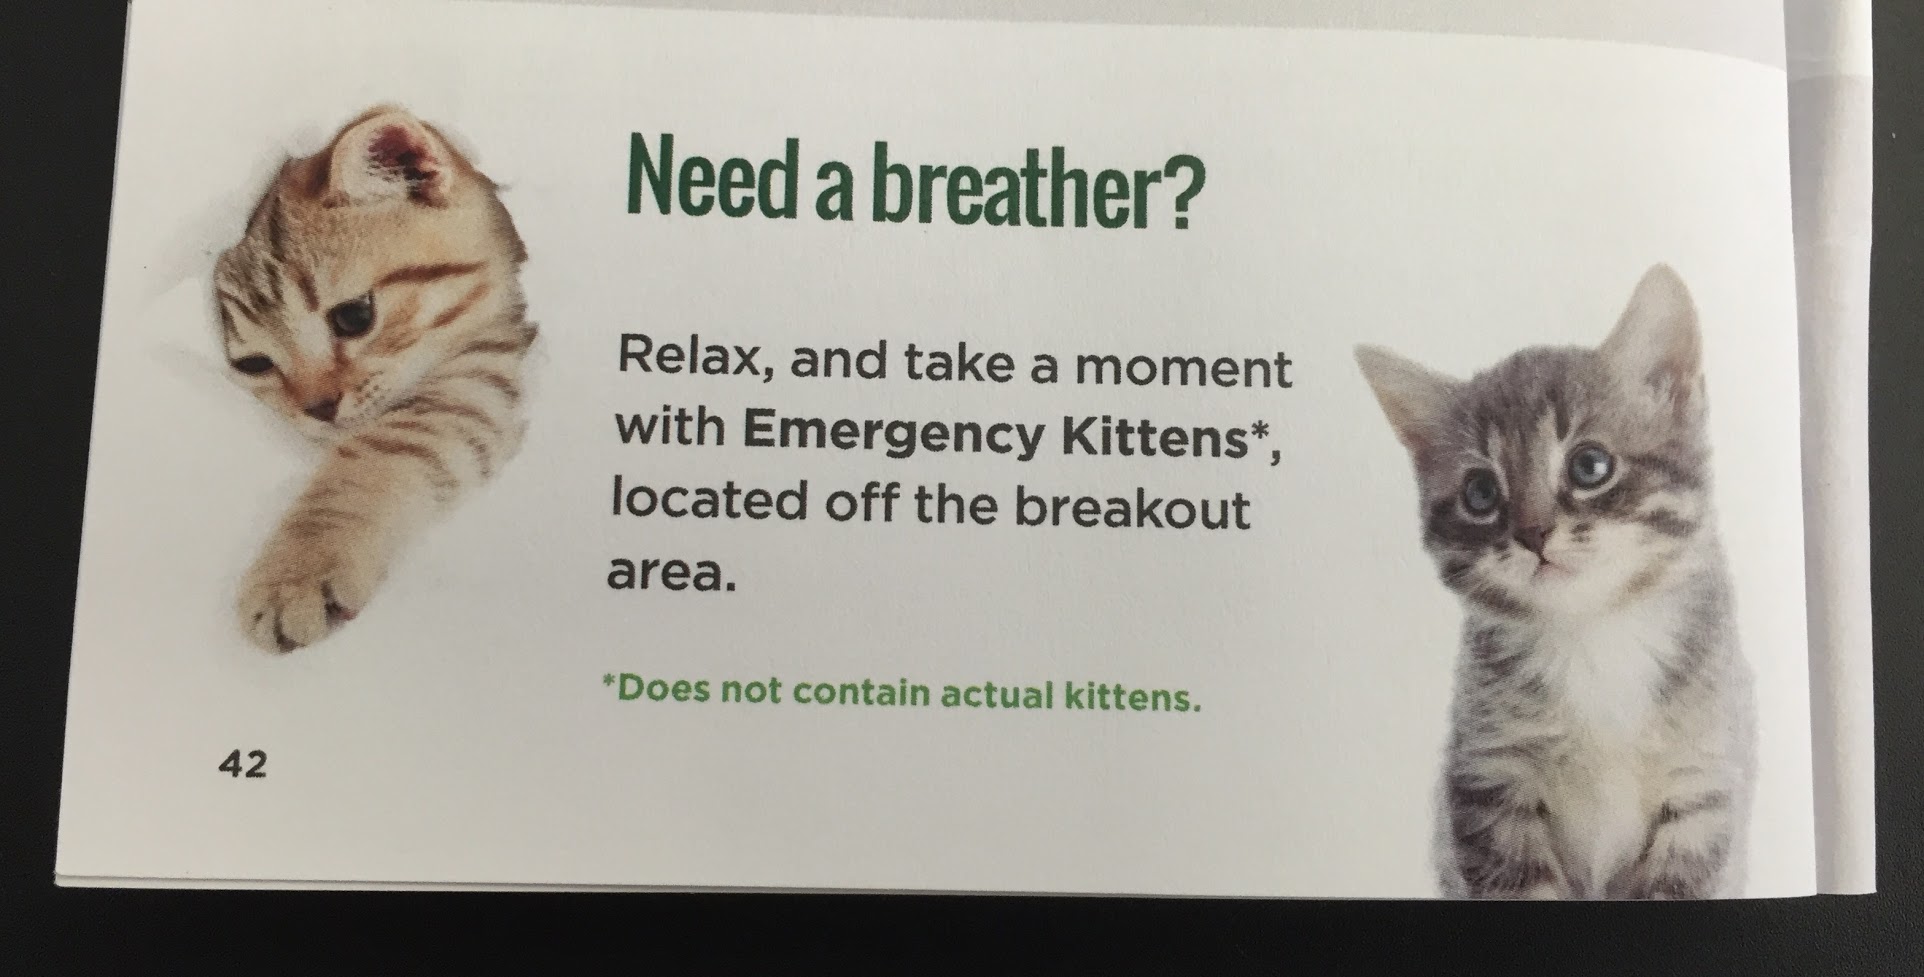 Need a breather?
Relax, and take a moment
with Emergency Kittens*,
located off the breakout
area.
*Does not contain actual kittens.
42